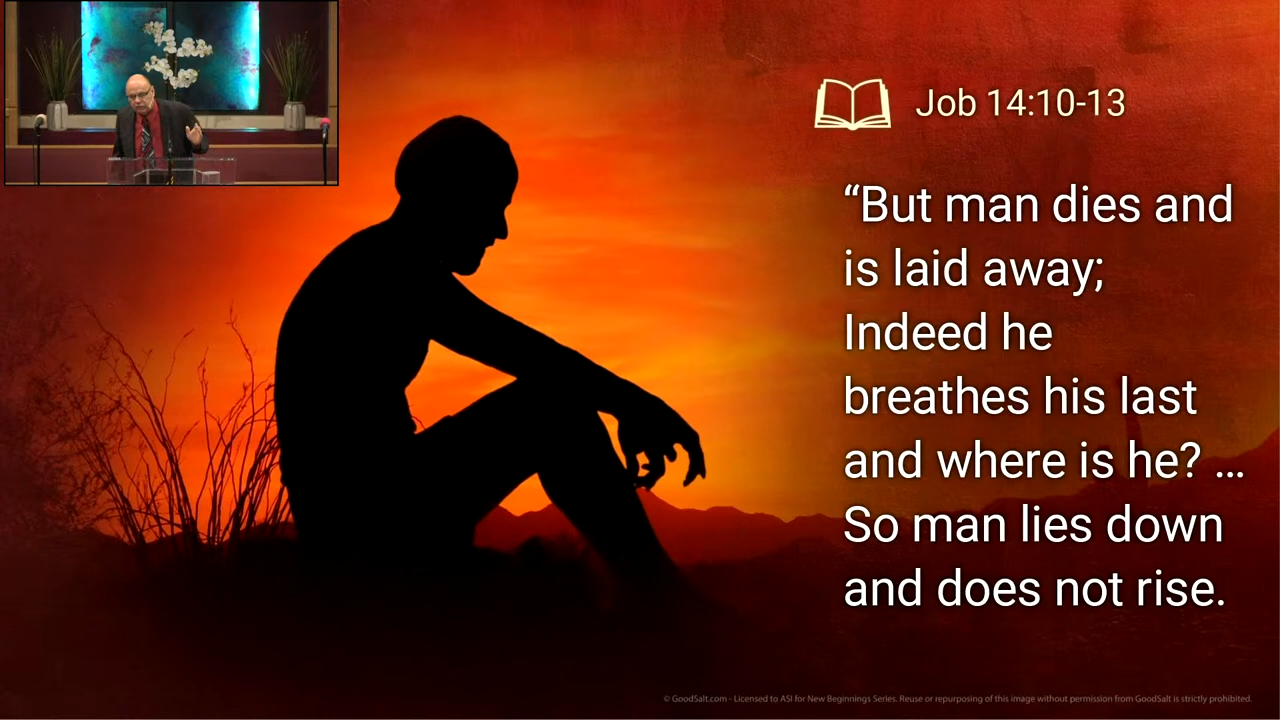 Job 14:10-13
“But man dies and
is laid away;
Indeed he
breathes his last
and where is he? ...
So man lies down
and does not rise.
© GoodSalt.com - Licensed to ASI for New Beginnings Series. Reuse or repurposing of this image without permission from GoodSalt is strictly prohibited.